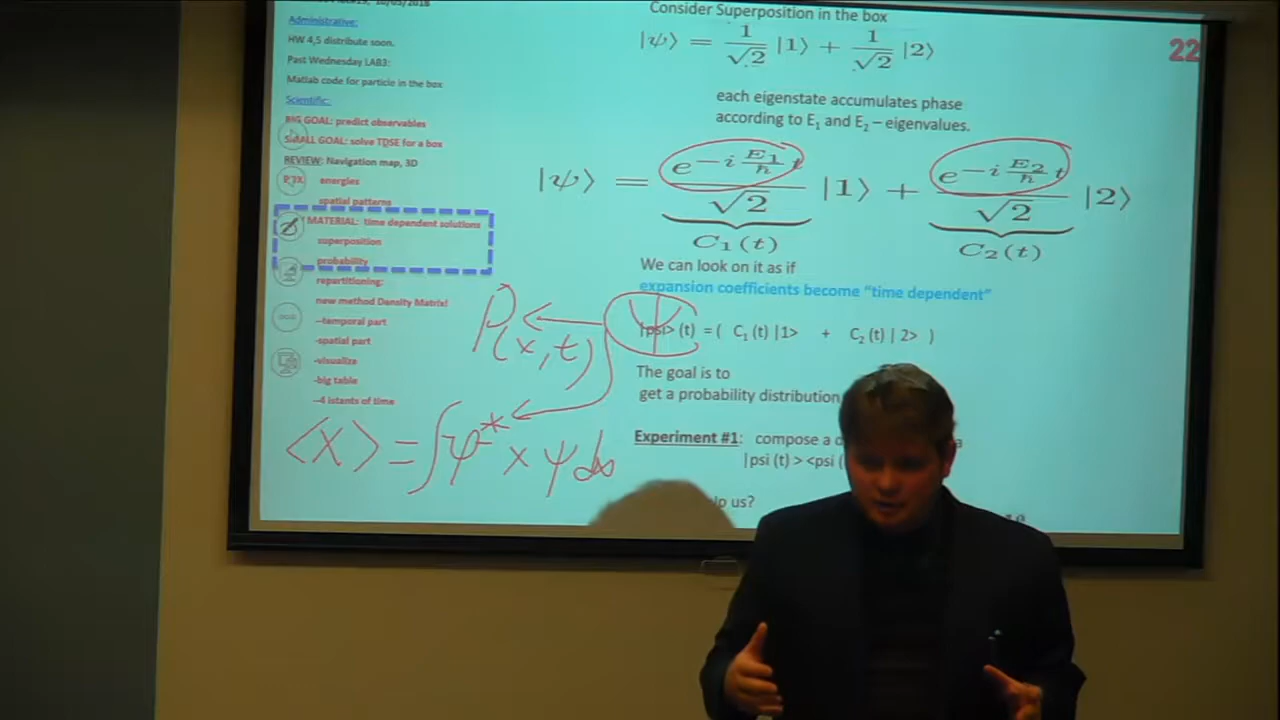 Administrative:
HW 4,5 distribute soon.
Past Wednesday LAB3:
Matlab code for particle in the box
Scientific:
BIG GOAL: predict observables
SMALL GOAL: solve TDSE for a box
REVIEW: Navigation map, 3D
energies
spatial patterns
MATERIAL: time dependent solutions
superposition
probability
repartitioning:
new method Density Matrix!
--temporal part
-spatial part
-visualize
-big table
--4 istants of time
Consider Superposition in the box
22
|ψ⟩ = 1/√2 |1⟩ + 1/√2 |2⟩
each eigenstate accumulates phase
according to E₁ and E₂ – eigenvalues.
|ψ⟩ = e^{-i E₁/ħ t}/√2 |1⟩ + e^{-i E₂/ħ t}/√2 |2⟩
C₁(t) C₂(t)
We can look on it as if
expansion coefficients become "time dependent"
|psi> (t) = ( C₁ (t) |1> + C₂ (t) | 2> )
ψ
P(x,t)
The goal is to
get a probability distribution
⟨x⟩ = ∫ψ* x ψ dx
Experiment #1: compose a
|psi (t) > <psi (
us?